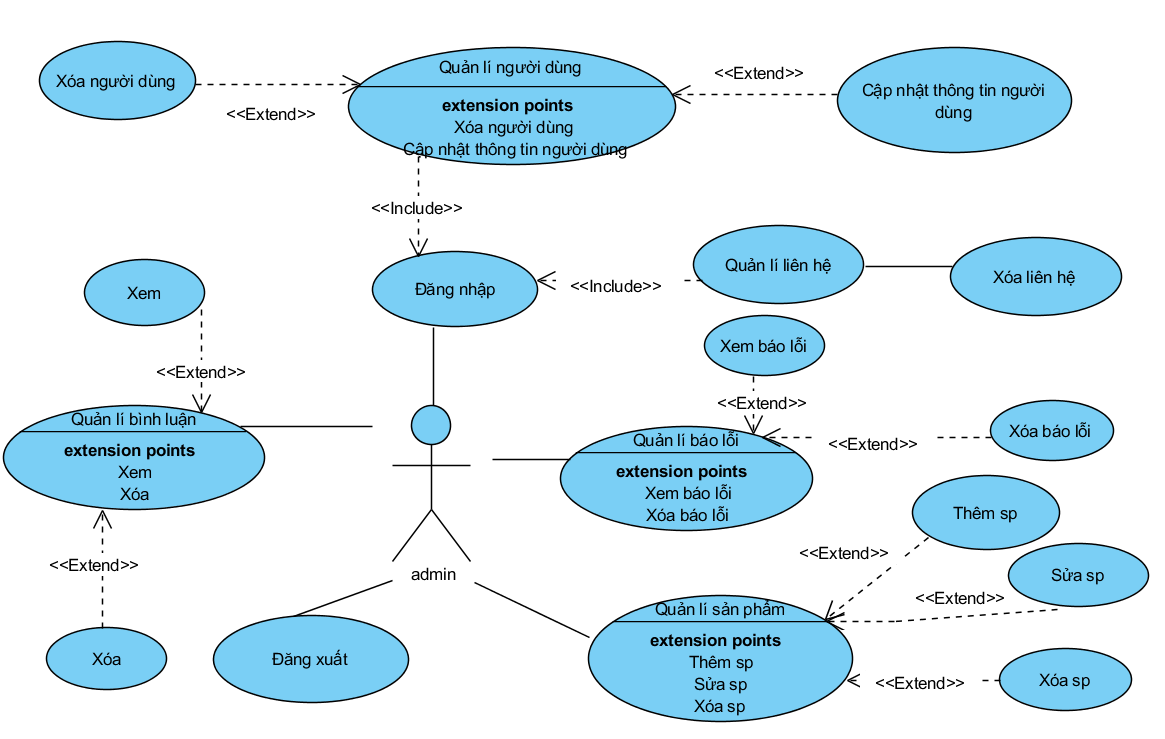 Xóa người dùng
<<Extend>>
Quản lí người dùng
extension points
Xóa người dùng
Cập nhật thông tin người dùng
<<Extend>>
Cập nhật thông tin người
dùng
<<Include>>
Đăng nhập
<<Include>>
Quản lí liên hệ
Xóa liên hệ
Xem
<<Extend>>
Quản lí bình luận
extension points
Xem
Xóa
<<Extend>>
Xóa
Xem báo lỗi
<<Extend>>
Quản lí báo lỗi
extension points
Xem báo lỗi
Xóa báo lỗi
<<Extend>>
Xóa báo lỗi
admin
Đăng xuất
Thêm sp
<<Extend>>
Sửa sp
<<Extend>>
Quản lí sản phẩm
extension points
Thêm sp
Sửa sp
Xóa sp
<<Extend>>
Xóa sp